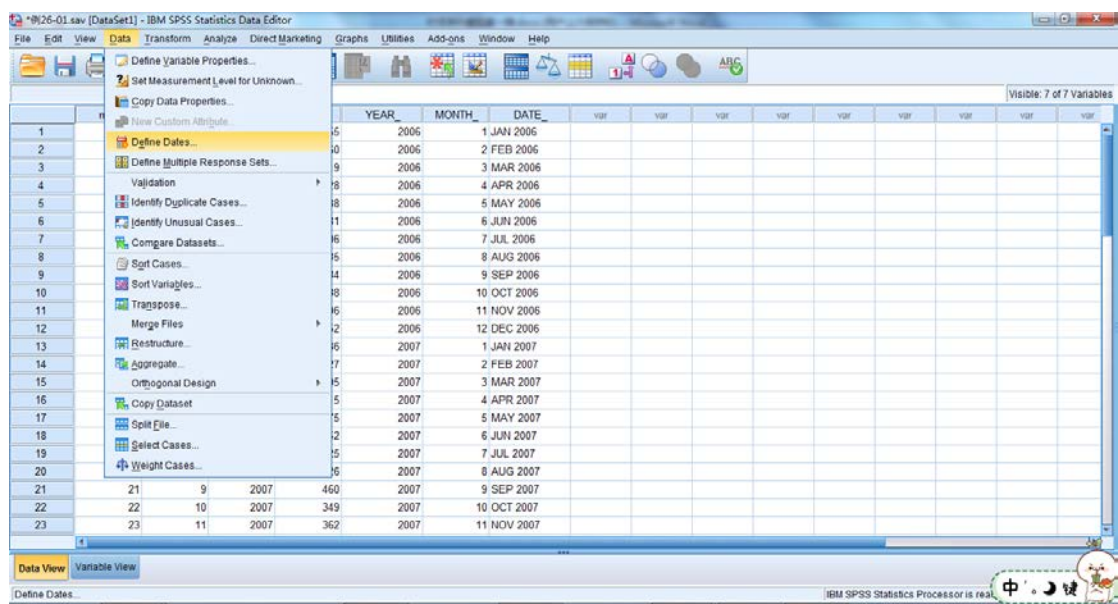 *例26-01.sav [DataSet1] - IBM SPSS Statistics Data Editor
File Edit View Data Transform Analyze Direct Marketing Graphs Utilities Add-ons Window Help
Visible: 7 of 7 Variables
Define Variable Properties...
Set Measurement Level for Unknown...
Copy Data Properties...
New Custom Attribute...
Define Dates...
Define Multiple Response Sets...
Validation
Identify Duplicate Cases...
Identify Unusual Cases...
Compare Datasets...
Sort Cases...
Sort Variables...
Transpose...
Merge Files
Restructure...
Aggregate...
Orthogonal Design
Copy Dataset
Split File...
Select Cases...
Weight Cases...
YEAR_ MONTH_ DATE_ var var var var var var var var
1 2006 1 JAN 2006
2 2006 2 FEB 2006
3 2006 3 MAR 2006
4 2006 4 APR 2006
5 2006 5 MAY 2006
6 2006 6 JUN 2006
7 2006 7 JUL 2006
8 2006 8 AUG 2006
9 2006 9 SEP 2006
10 2006 10 OCT 2006
11 2006 11 NOV 2006
12 2006 12 DEC 2006
13 2007 1 JAN 2007
14 2007 2 FEB 2007
15 2007 3 MAR 2007
16 2007 4 APR 2007
17 2007 5 MAY 2007
18 2007 6 JUN 2007
19 2007 7 JUL 2007
20 2007 8 AUG 2007
21 21 9 2007 460 2007 9 SEP 2007
22 22 10 2007 349 2007 10 OCT 2007
23 23 11 2007 362 2007 11 NOV 2007
Data View Variable View
Define Dates...
IBM SPSS Statistics Processor is
中